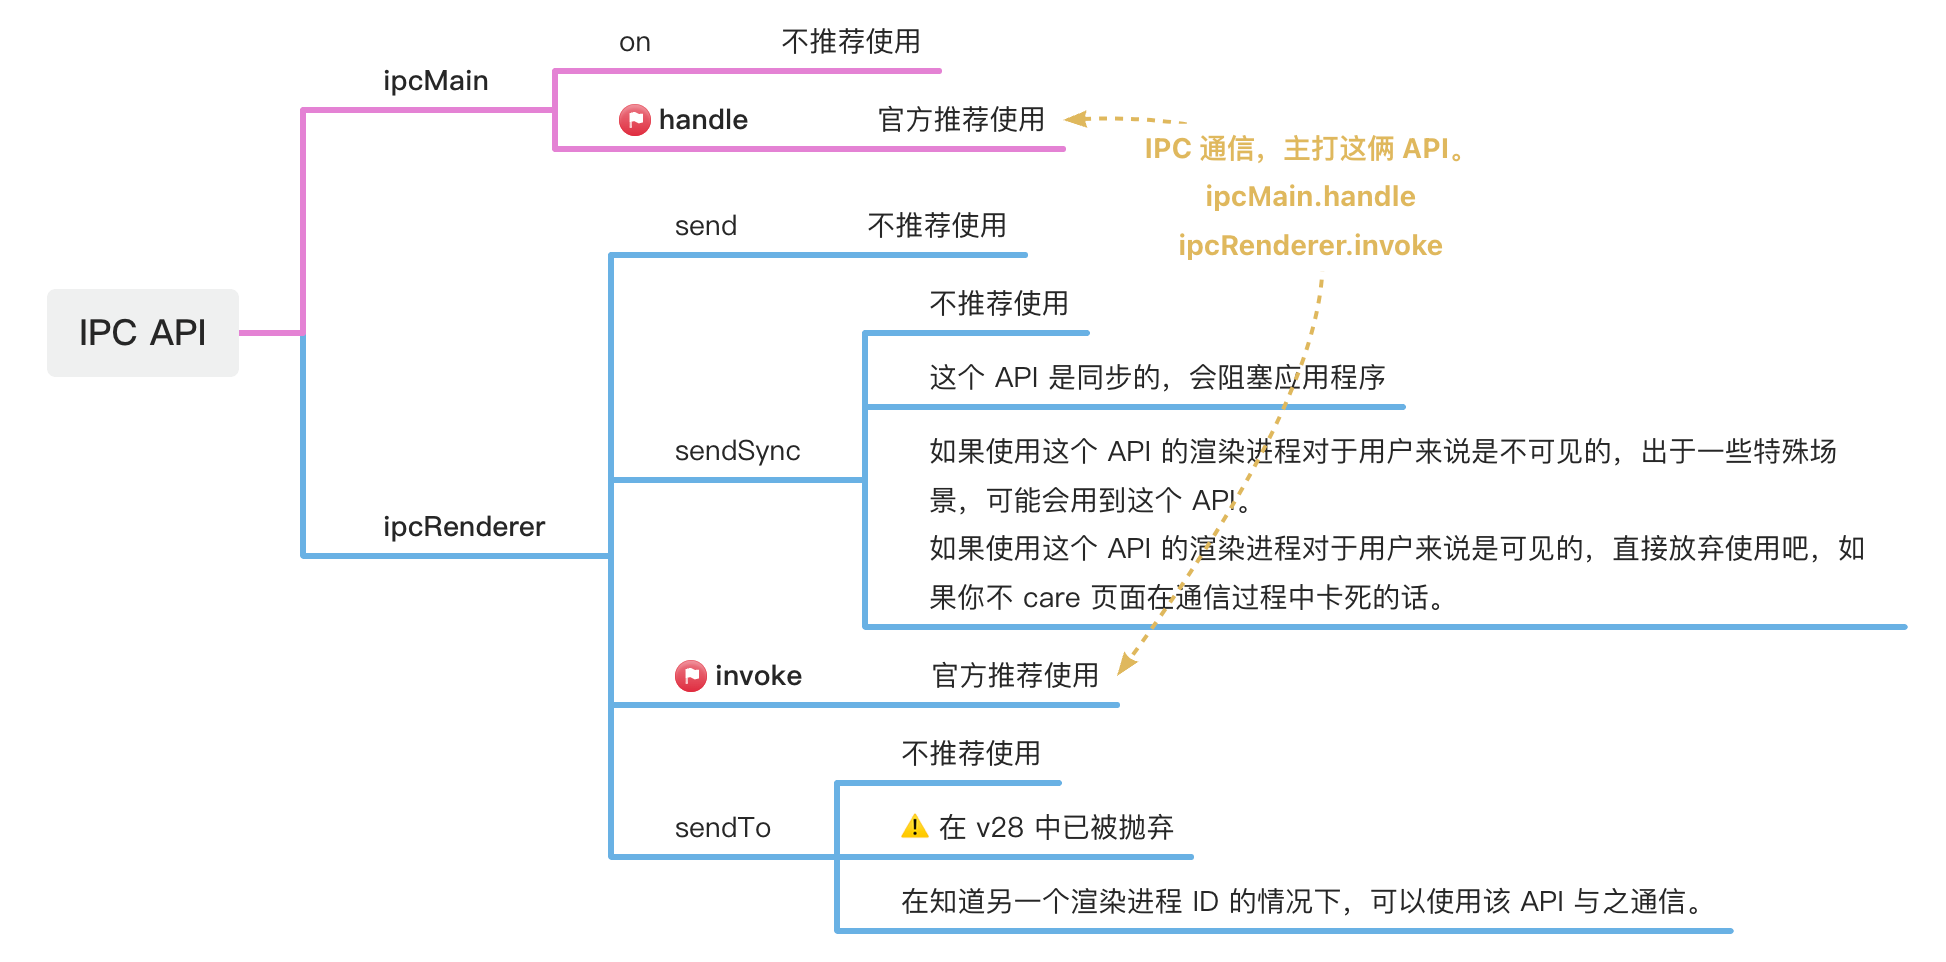 IPC API
ipcMain
on 不推荐使用
handle 官方推荐使用
IPC 通信，主打这俩 API。
ipcMain.handle
ipcRenderer.invoke
ipcRenderer
send 不推荐使用
sendSync
不推荐使用
这个 API 是同步的，会阻塞应用程序
如果使用这个 API 的渲染进程对于用户来说是不可见的，出于一些特殊场
景，可能会用到这个 API。
如果使用这个 API 的渲染进程对于用户来说是可见的，直接放弃使用吧，如
果你不 care 页面在通信过程中卡死的话。
invoke 官方推荐使用
sendTo
不推荐使用
在 v28 中已被抛弃
在知道另一个渲染进程 ID 的情况下，可以使用该 API 与之通信。